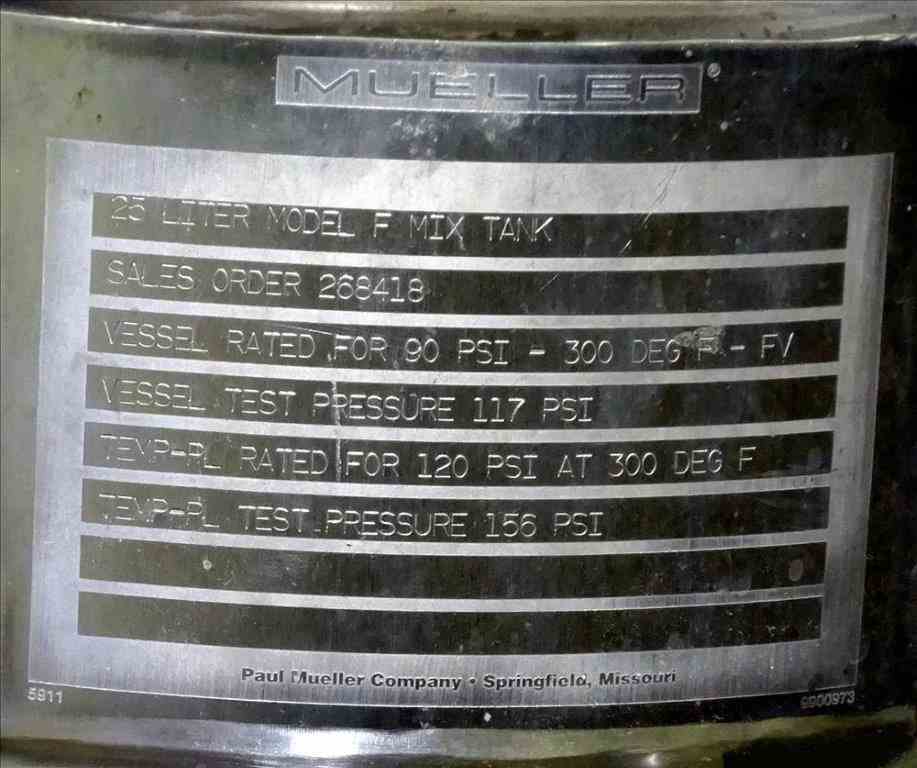 MUELLER®
25 LITER MODEL F MIX TANK
SALES ORDER 268418
VESSEL RATED FOR 90 PSI - 300 DEG F - FV
VESSEL TEST PRESSURE 117 PSI
TEMP-PL RATED FOR 120 PSI AT 300 DEG F
TEMP-PL TEST PRESSURE 156 PSI
Paul Mueller Company • Springfield, Missouri
5911
9900973